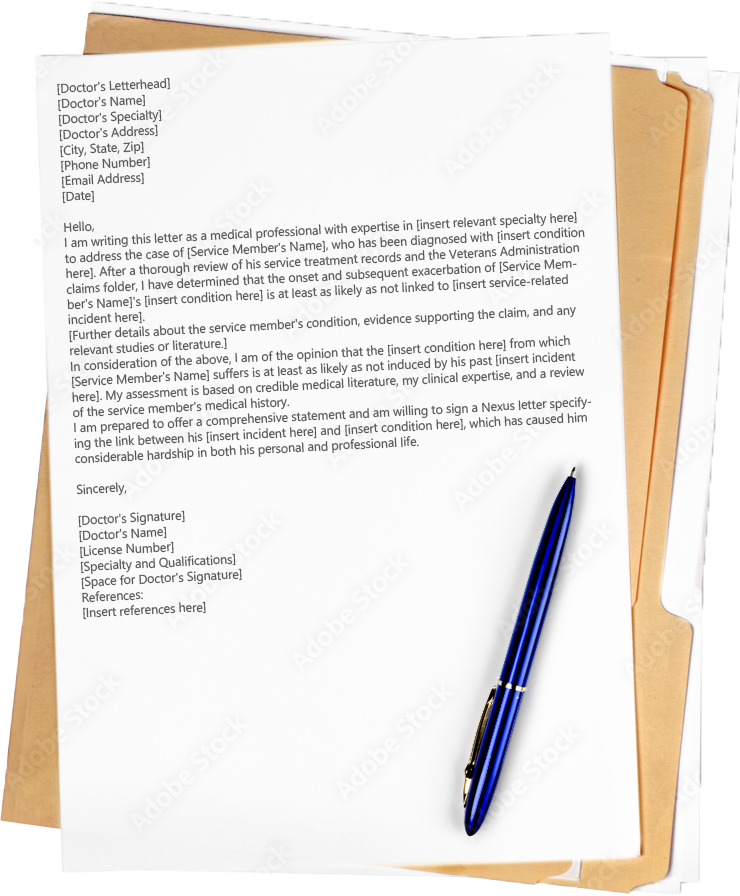 [Doctor's Letterhead]
[Doctor's Name]
[Doctor's Specialty]
[Doctor's Address]
[City, State, Zip]
[Phone Number]
[Email Address]
[Date]
Hello,
I am writing this letter as a medical professional with expertise in [insert relevant specialty here]
to address the case of [Service Member's Name], who has been diagnosed with [insert condition
here]. After a thorough review of his service treatment records and the Veterans Administration
claims folder, I have determined that the onset and subsequent exacerbation of [Service Mem-
ber's Name]'s [insert condition here] is at least as likely as not linked to [insert service-related
incident here].
[Further details about the service member's condition, evidence supporting the claim, and any
relevant studies or literature.]
In consideration of the above, I am of the opinion that the [insert condition here] from which
[Service Member's Name] suffers is at least as likely as not induced by his past [insert incident
here]. My assessment is based on credible medical literature, my clinical expertise, and a review
of the service member's medical history.
I am prepared to offer a comprehensive statement and am willing to sign a Nexus letter specify-
ing the link between his [insert incident here] and [insert condition here], which has caused him
considerable hardship in both his personal and professional life.
Sincerely,
[Doctor's Signature]
[Doctor's Name]
[License Number]
[Specialty and Qualifications]
[Space for Doctor's Signature]
References:
[Insert references here]
Adobe Stock